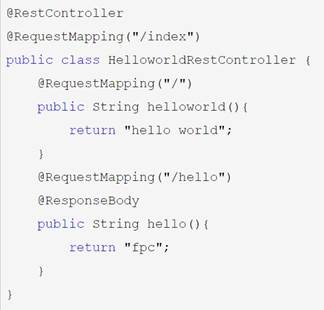 @RestController
@RequestMapping("/index")
public class HelloworldRestController {
    @RequestMapping("/")
    public String helloworld(){
        return "hello world";
    }
    @RequestMapping("/hello")
    @ResponseBody
    public String hello(){
        return "fpc";
    }
}